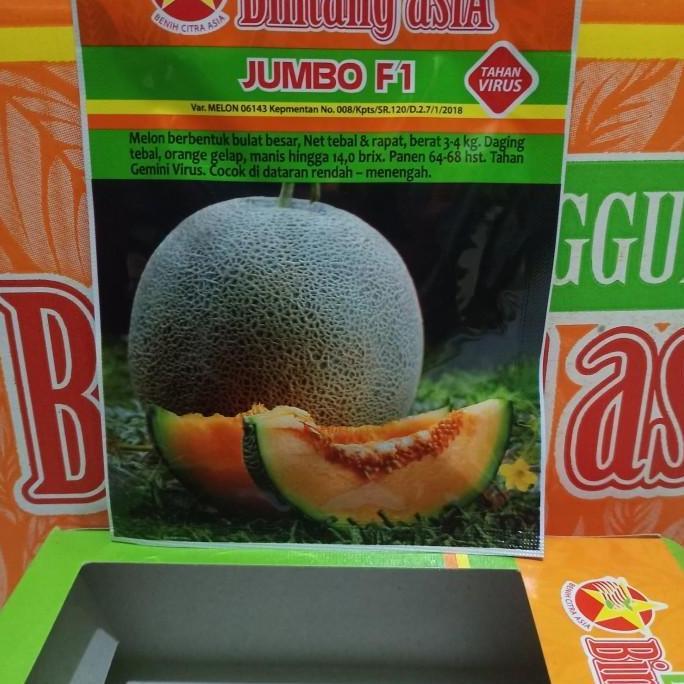 BENIH CITRA ASIA
Bintang asIA
JUMBO F1
TAHAN
VIRUS
Var. MELON 06143 Kepmentan No. 008/Kpts/SR.120/D.2.7/1/2018
Melon berbentuk bulat besar, Net tebal & rapat, berat 3-4 kg. Daging
tebal, orange gelap, manis hingga 14,0 brix. Panen 64-68 hst. Tahan
Gemini Virus. Cocok di dataran rendah – menengah.
GGU
B
as
BENIH CITRA ASIA
Bin